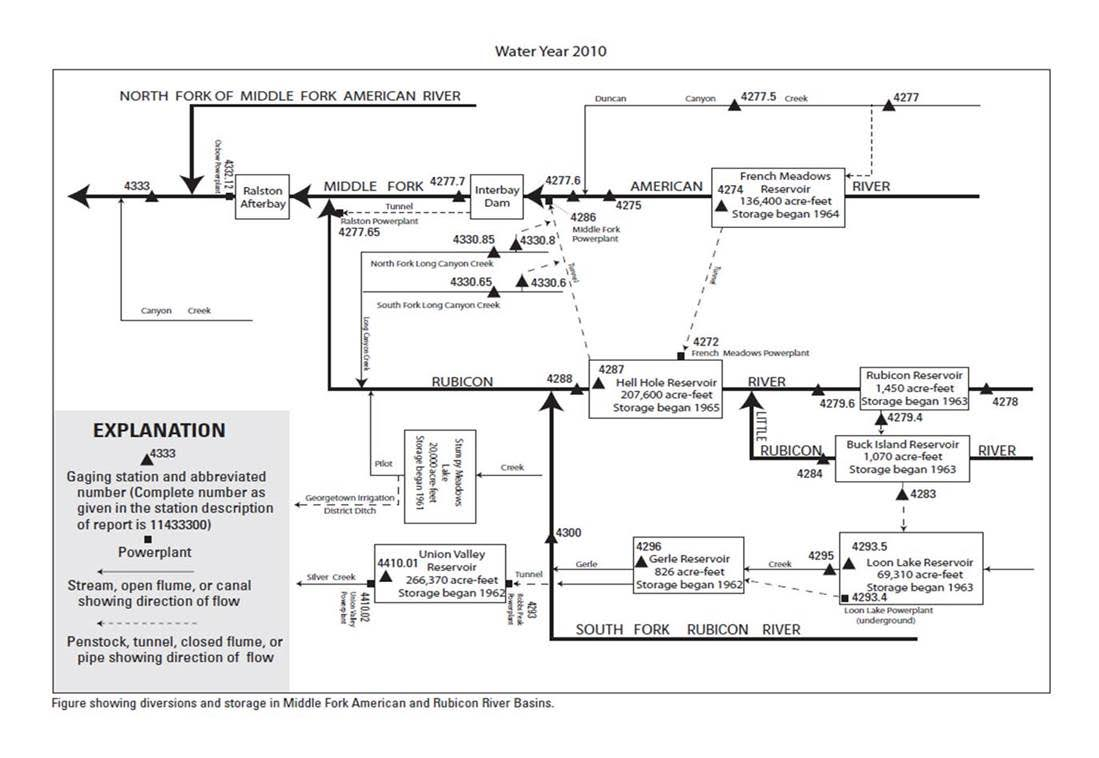 Water Year 2010
NORTH FORK OF MIDDLE FORK AMERICAN RIVER
Duncan Canyon Creek
4277.5
4277
Oxbow Powerplant
4332.12
4333
Ralston
Afterbay
MIDDLE FORK
4277.7
Interbay
Dam
4277.6
4275
AMERICAN
French Meadows
4274
Reservoir
136,400 acre-feet
Storage began 1964
RIVER
Tunnel
Ralston Powerplant
4277.65
4286
Middle Fork
Powerplant
4330.85
4330.8
North Fork Long Canyon Creek
4330.65
4330.6
South Fork Long Canyon Creek
Tunnel
Tunnel
Canyon Creek
Long Canyon Creek
4272
French Meadows Powerplant
RUBICON
4288
4287
Hell Hole Reservoir
207,600 acre-feet
Storage began 1965
RIVER
4279.6
Rubicon Reservoir
1,450 acre-feet
Storage began 1963
4278
4279.4
LITTLE
RUBICON
4284
Buck Island Reservoir
1,070 acre-feet
Storage began 1963
RIVER
4283
Pilot
Stumpy Meadows
Lake
20,000 acre-feet
Storage began 1961
Creek
Georgetown Irrigation
District Ditch
4300
4410.01
Union Valley
Reservoir
266,370 acre-feet
Storage began 1962
Silver Creek
4410.02
Union Valley
Powerplant
Tunnel
4293
Robbs Peak
Powerplant
Gerle
4296
Gerle Reservoir
826 acre-feet
Storage began 1962
Creek
4295
4293.5
Loon Lake Reservoir
69,310 acre-feet
Storage began 1963
4293.4
Loon Lake Powerplant
(underground)
SOUTH FORK RUBICON RIVER
EXPLANATION
4333
Gaging station and abbreviated
number (Complete number as
given in the station description
of report is 11433300)
Powerplant
Stream, open flume, or canal
showing direction of flow
Penstock, tunnel, closed flume, or
pipe showing direction of flow
Figure showing diversions and storage in Middle Fork American and Rubicon River Basins.